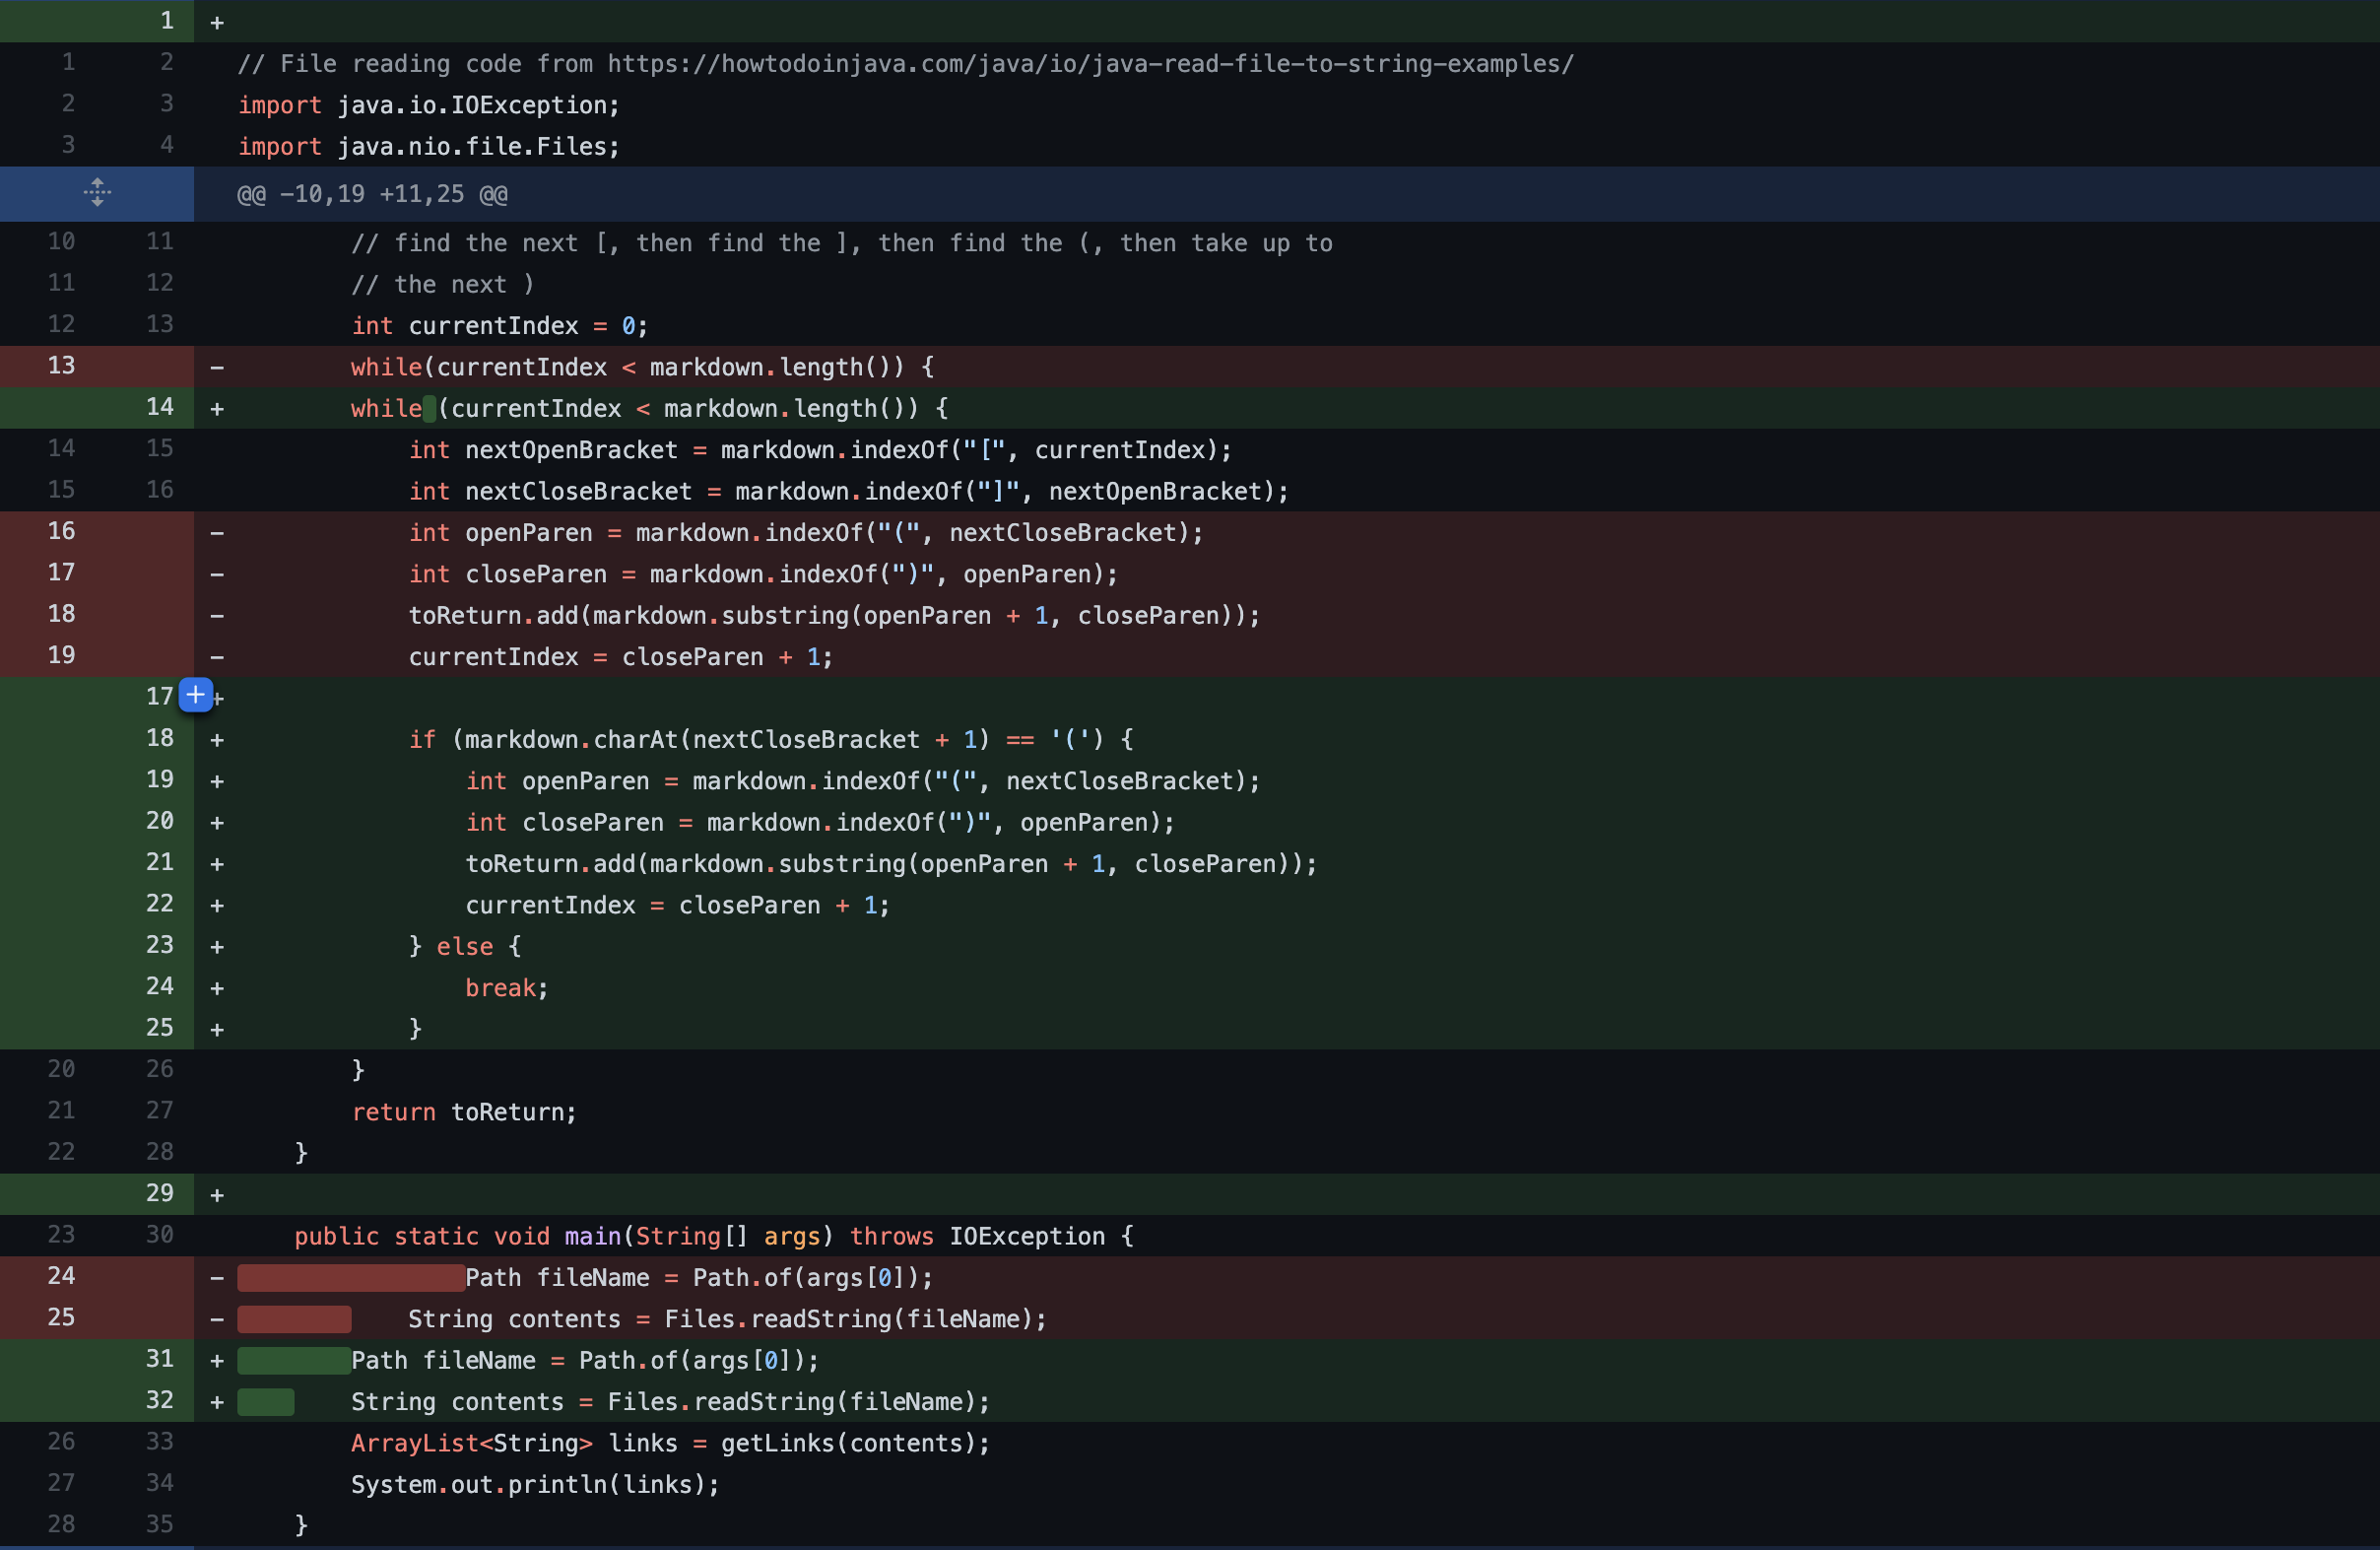 1 +
1 2 // File reading code from https://howtodoinjava.com/java/io/java-read-file-to-string-examples/
2 3 import java.io.IOException;
3 4 import java.nio.file.Files;
@@ -10,19 +11,25 @@
10 11 // find the next [, then find the ], then find the (, then take up to
11 12 // the next )
12 13 int currentIndex = 0;
13 - while(currentIndex < markdown.length()) {
14 + while (currentIndex < markdown.length()) {
14 15 int nextOpenBracket = markdown.indexOf("[", currentIndex);
15 16 int nextCloseBracket = markdown.indexOf("]", nextOpenBracket);
16 - int openParen = markdown.indexOf("(", nextCloseBracket);
17 - int closeParen = markdown.indexOf(")", openParen);
18 - toReturn.add(markdown.substring(openParen + 1, closeParen));
19 - currentIndex = closeParen + 1;
17 + +
18 + if (markdown.charAt(nextCloseBracket + 1) == '(') {
19 + int openParen = markdown.indexOf("(", nextCloseBracket);
20 + int closeParen = markdown.indexOf(")", openParen);
21 + toReturn.add(markdown.substring(openParen + 1, closeParen));
22 + currentIndex = closeParen + 1;
23 + } else {
24 + break;
25 + }
20 26 }
21 27 return toReturn;
22 28 }
29 +
23 30 public static void main(String[] args) throws IOException {
24 - Path fileName = Path.of(args[0]);
25 - String contents = Files.readString(fileName);
31 + Path fileName = Path.of(args[0]);
32 + String contents = Files.readString(fileName);
26 33 ArrayList<String> links = getLinks(contents);
27 34 System.out.println(links);
28 35 }